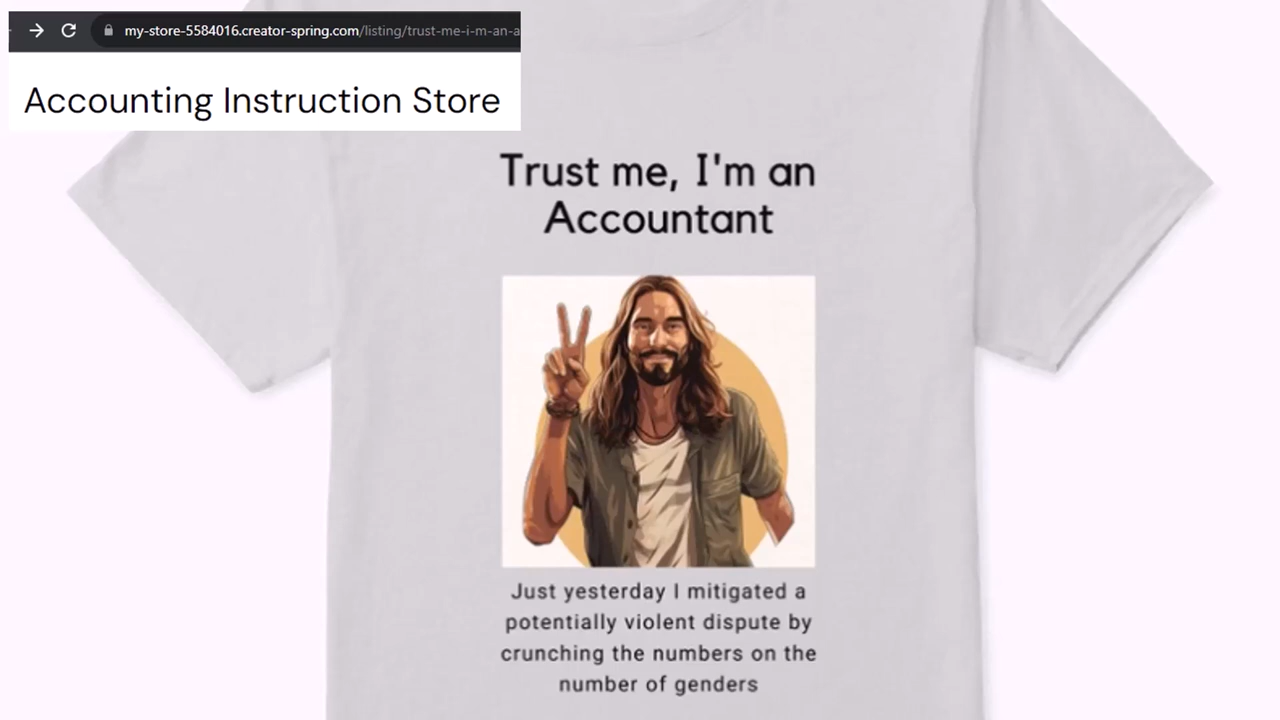 my-store-5584016.creator-spring.com/listing/trust-me-i-m-an-a
Accounting Instruction Store
Trust me, I'm an
Accountant
Just yesterday I mitigated a
potentially violent dispute by
crunching the numbers on the
number of genders